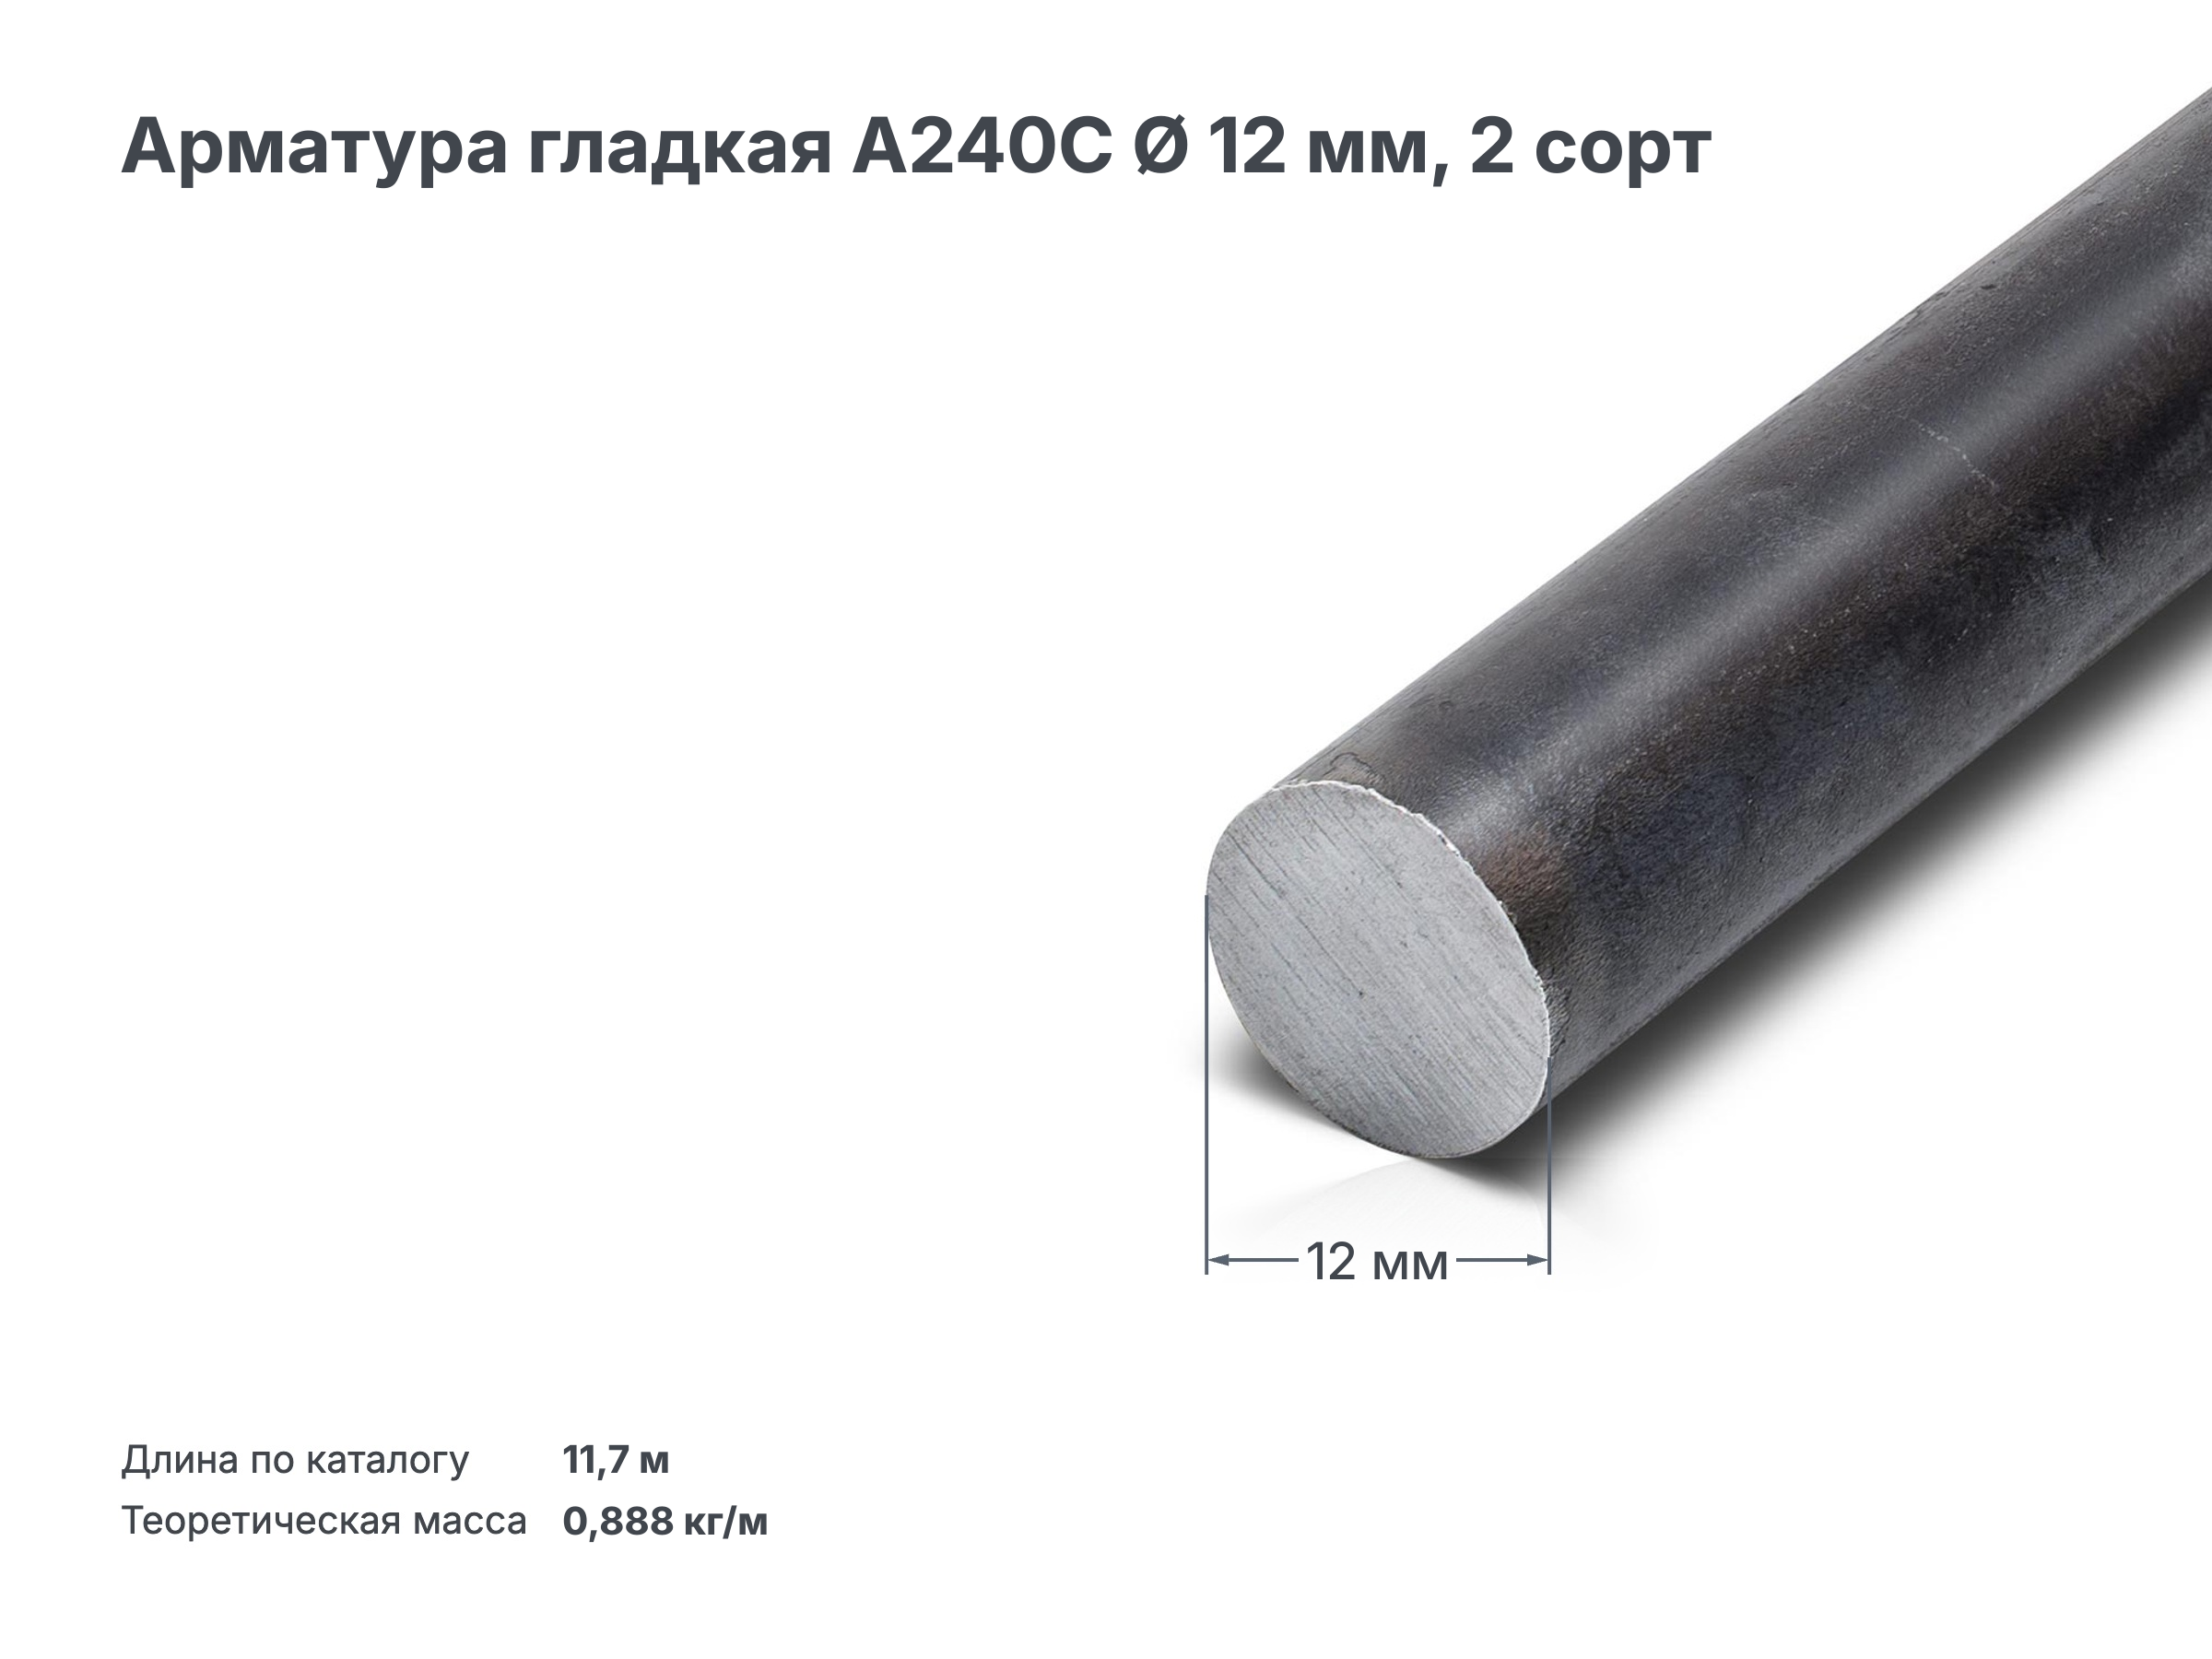 Арматура гладкая А240С Ø 12 мм, 2 сорт
12 мм
Длина по каталогу 11,7 м
Теоретическая масса 0,888 кг/м